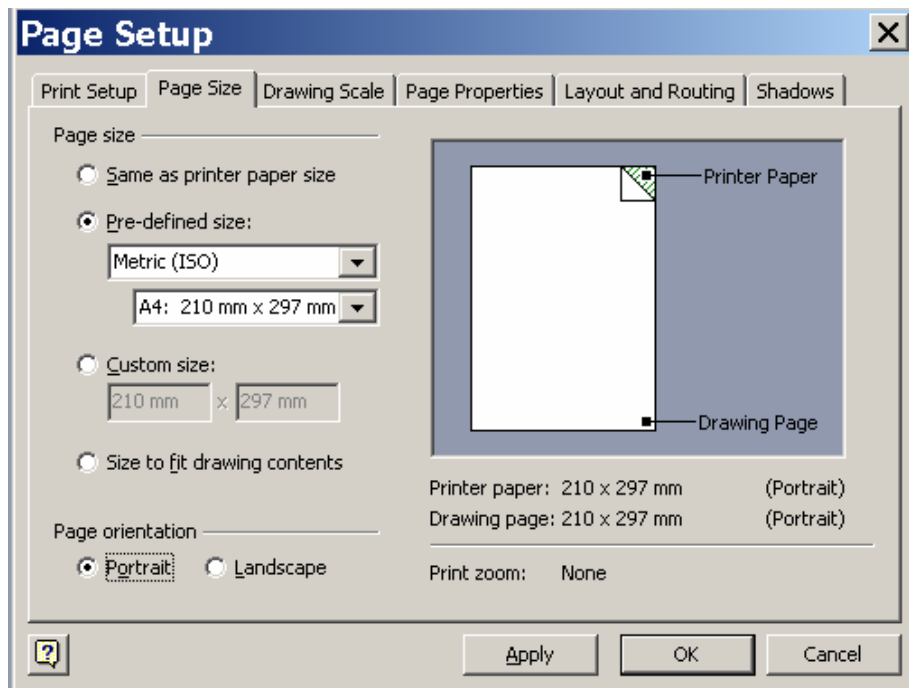 Page Setup
Print Setup Page Size Drawing Scale Page Properties Layout and Routing Shadows
Page size
Same as printer paper size
Pre-defined size:
Metric (ISO)
A4: 210 mm x 297 mm
Custom size:
210 mm x 297 mm
Size to fit drawing contents
Page orientation
Portrait Landscape
Printer Paper
Drawing Page
Printer paper: 210 x 297 mm (Portrait)
Drawing page: 210 x 297 mm (Portrait)
Print zoom: None
Apply OK Cancel